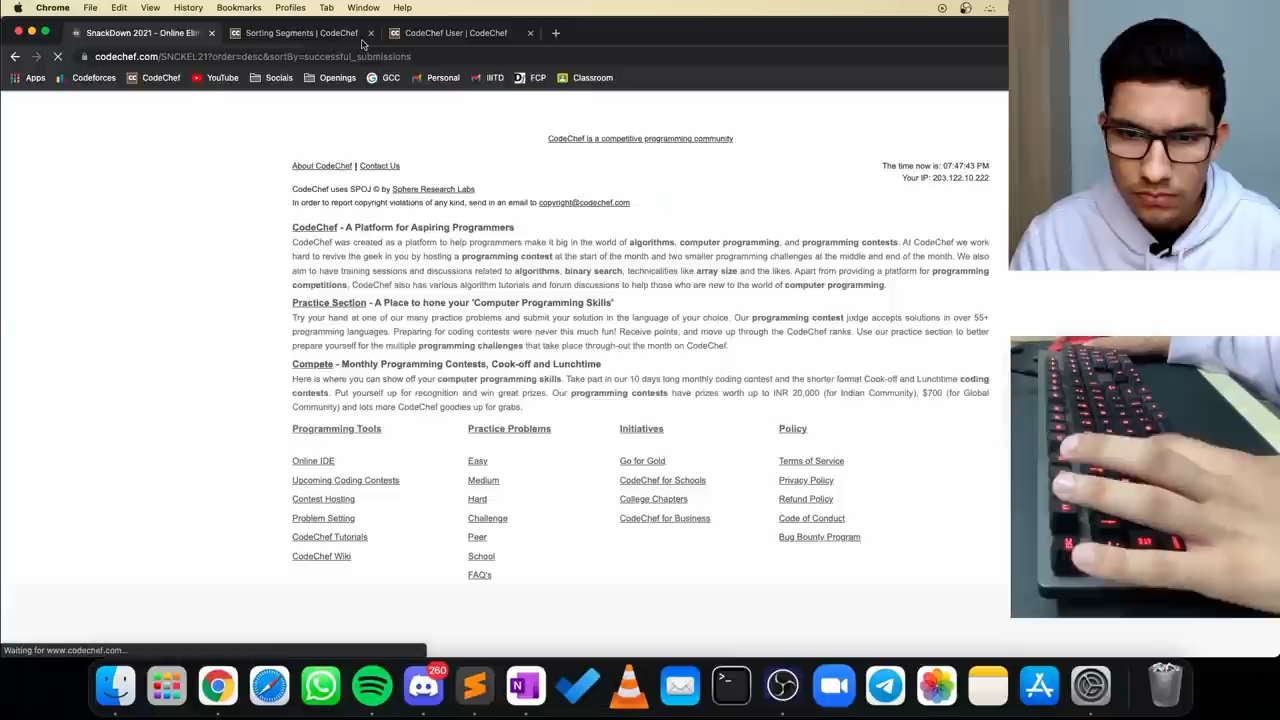 Chrome File Edit View History Bookmarks Profiles Tab Window Help
SnackDown 2021 - Online Elim
Sorting Segments | CodeChef
CodeChef User | CodeChef
codechef.com/SNCKEL21?order=desc&sortBy=successful_submissions
Apps Codeforces CodeChef YouTube Socials Openings GCC Personal IIITD FCP Classroom
CodeChef is a competitive programming community
About CodeChef | Contact Us
The time now is: 07:47:43 PM
Your IP: 203.122.10.222
CodeChef uses SPOJ © by Sphere Research Labs
In order to report copyright violations of any kind, send in an email to copyright@codechef.com
CodeChef - A Platform for Aspiring Programmers
CodeChef was created as a platform to help programmers make it big in the world of algorithms, computer programming, and programming contests. At CodeChef we work
hard to revive the geek in you by hosting a programming contest at the start of the month and two smaller programming challenges at the middle and end of the month. We also
aim to have training sessions and discussions related to algorithms, binary search, technicalities like array size and the likes. Apart from providing a platform for programming
competitions, CodeChef also has various algorithm tutorials and forum discussions to help those who are new to the world of computer programming.
Practice Section - A Place to hone your 'Computer Programming Skills'
Try your hand at one of our many practice problems and submit your solution in the language of your choice. Our programming contest judge accepts solutions in over 55+
programming languages. Preparing for coding contests were never this much fun! Receive points, and move up through the CodeChef ranks. Use our practice section to better
prepare yourself for the multiple programming challenges that take place through-out the month on CodeChef.
Compete - Monthly Programming Contests, Cook-off and Lunchtime
Here is where you can show off your computer programming skills. Take part in our 10 days long monthly coding contest and the shorter format Cook-off and Lunchtime coding
contests. Put yourself up for recognition and win great prizes. Our programming contests have prizes worth up to INR 20,000 (for Indian Community), $700 (for Global
Community) and lots more CodeChef goodies up for grabs.
Programming Tools
Practice Problems
Initiatives
Policy
Online IDE
Easy
Go for Gold
Terms of Service
Upcoming Coding Contests
Medium
CodeChef for Schools
Privacy Policy
Contest Hosting
Hard
College Chapters
Refund Policy
Problem Setting
Challenge
CodeChef for Business
Code of Conduct
CodeChef Tutorials
Peer
Bug Bounty Program
CodeChef Wiki
School
FAQ's
Waiting for www.codechef.com...
260